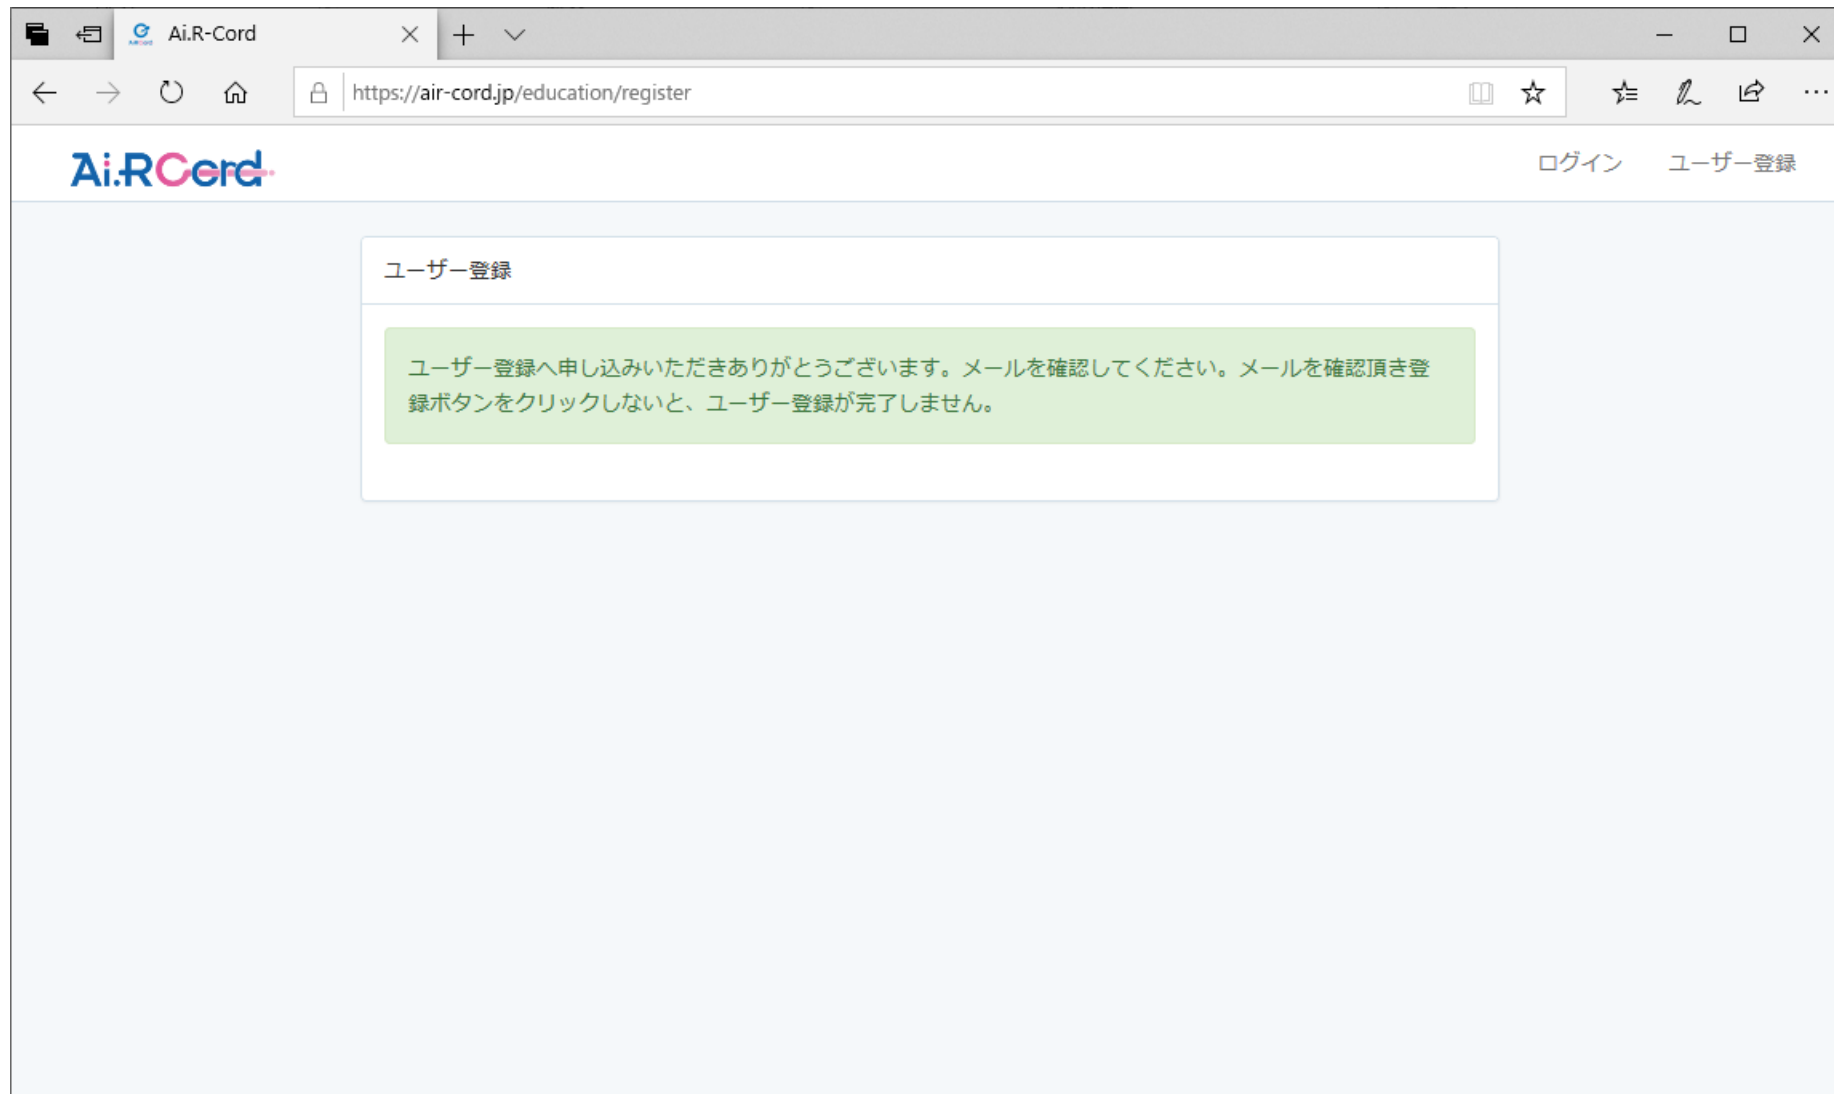 Ai.R-Cord
https://air-cord.jp/education/register
Ai.RCord
ログイン ユーザー登録
ユーザー登録
ユーザー登録へ申し込みいただきありがとうございます。メールを確認してください。メールを確認頂き登
録ボタンをクリックしないと、ユーザー登録が完了しません。